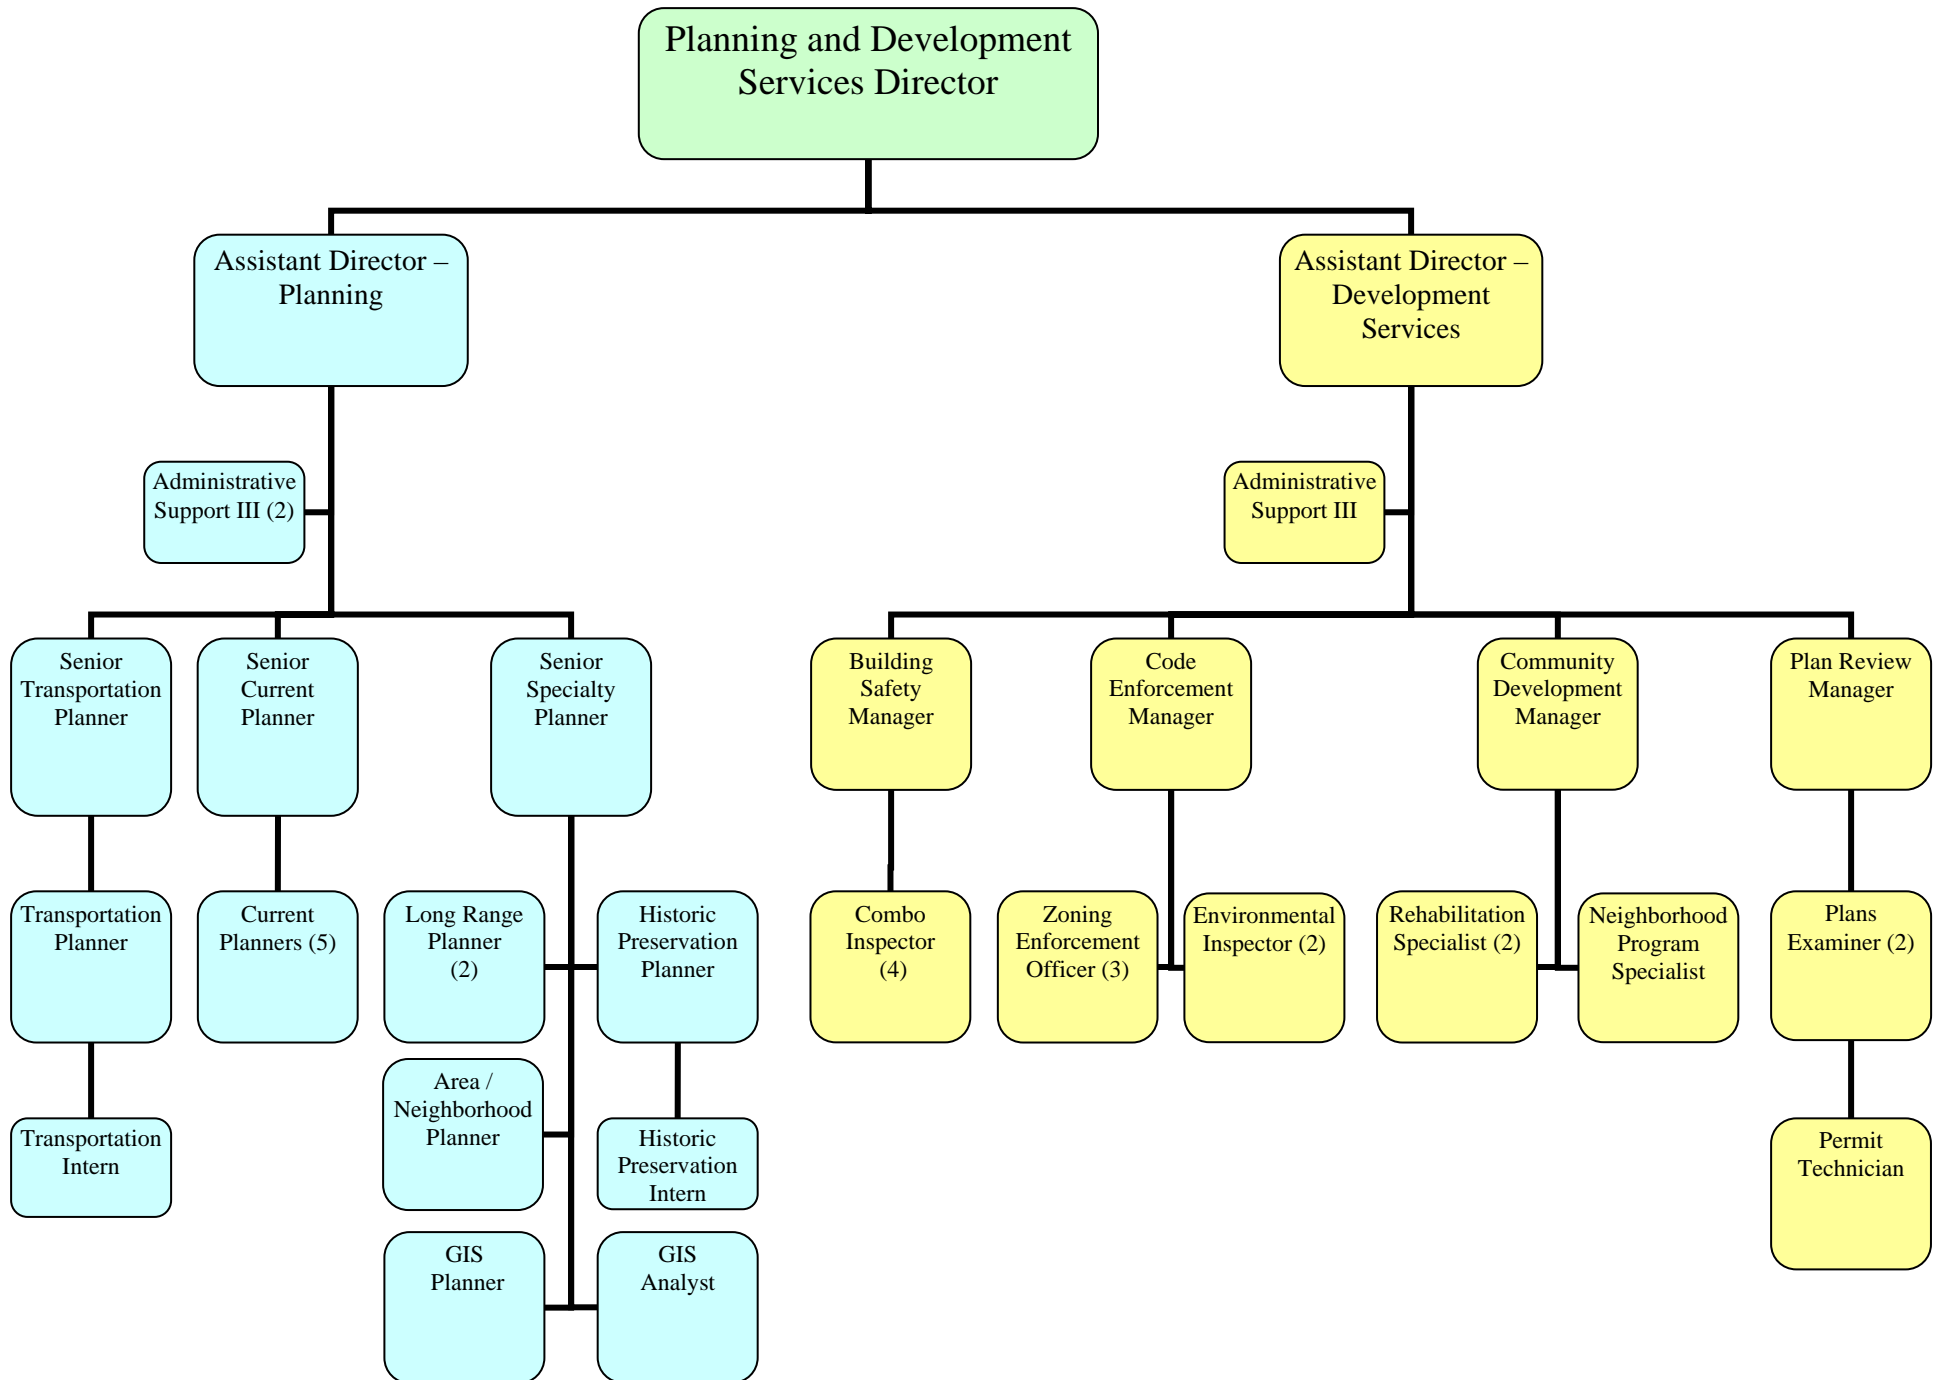 Planning and Development
Services Director
Assistant Director –
Planning
Assistant Director –
Development
Services
Administrative
Support III (2)
Administrative
Support III
Senior
Transportation
Planner
Senior
Current
Planner
Senior
Specialty
Planner
Building
Safety
Manager
Code
Enforcement
Manager
Community
Development
Manager
Plan Review
Manager
Transportation
Planner
Current
Planners (5)
Long Range
Planner
(2)
Historic
Preservation
Planner
Combo
Inspector
(4)
Zoning
Enforcement
Officer (3)
Environmental
Inspector (2)
Rehabilitation
Specialist (2)
Neighborhood
Program
Specialist
Plans
Examiner (2)
Area /
Neighborhood
Planner
Transportation
Intern
Historic
Preservation
Intern
Permit
Technician
GIS
Planner
GIS
Analyst